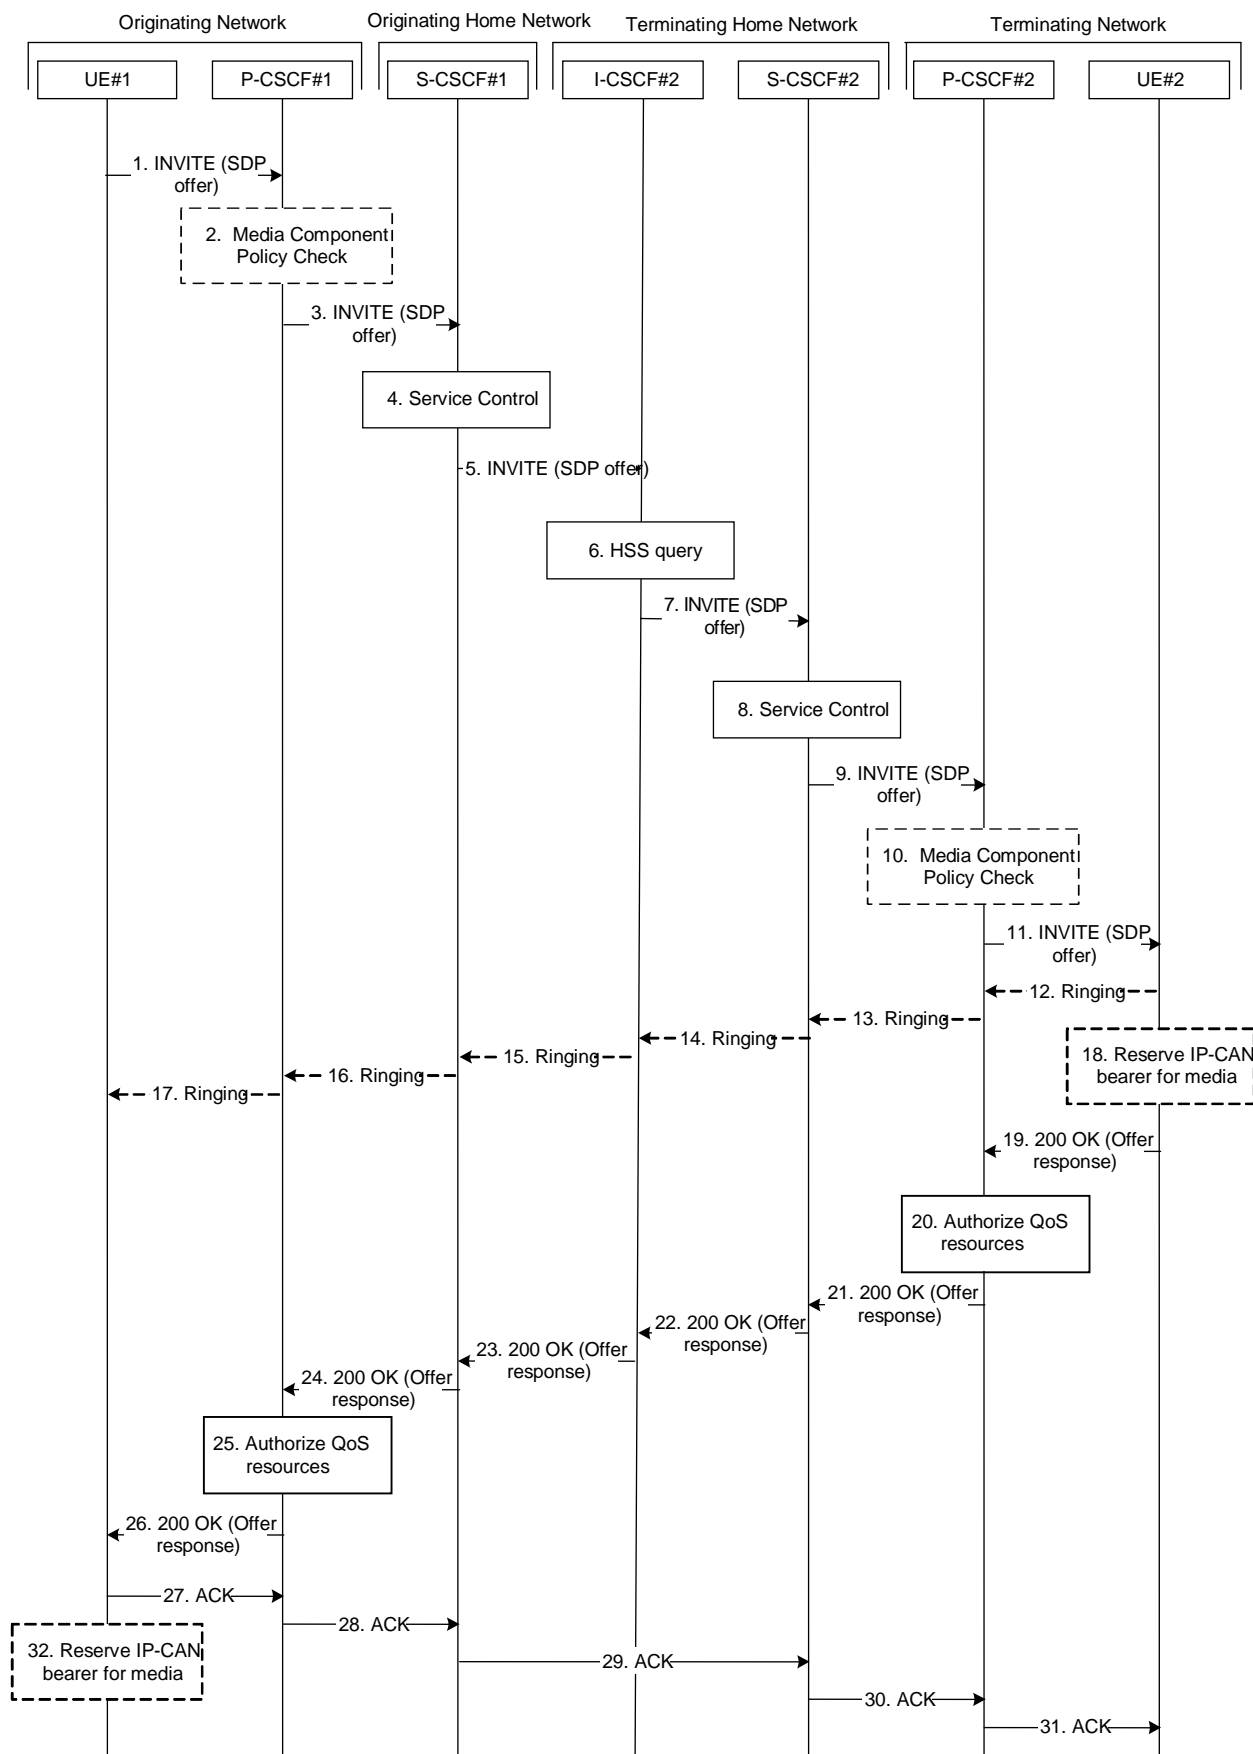 Originating Network
Originating Home Network
Terminating Home Network
Terminating Network
UE#1
P-CSCF#1
S-CSCF#1
I-CSCF#2
S-CSCF#2
P-CSCF#2
UE#2
1. INVITE (SDP
offer)
2. Media Component
Policy Check
3. INVITE (SDP
offer)
4. Service Control
5. INVITE (SDP offer)
6. HSS query
7. INVITE (SDP
offer)
8. Service Control
9. INVITE (SDP
offer)
10. Media Component
Policy Check
11. INVITE (SDP
offer)
12. Ringing
13. Ringing
14. Ringing
15. Ringing
16. Ringing
17. Ringing
18. Reserve IP-CAN
bearer for media
19. 200 OK (Offer
response)
20. Authorize QoS
resources
21. 200 OK (Offer
response)
22. 200 OK (Offer
response)
23. 200 OK (Offer
response)
24. 200 OK (Offer
response)
25. Authorize QoS
resources
26. 200 OK (Offer
response)
27. ACK
28. ACK
32. Reserve IP-CAN
bearer for media
29. ACK
30. ACK
31. ACK